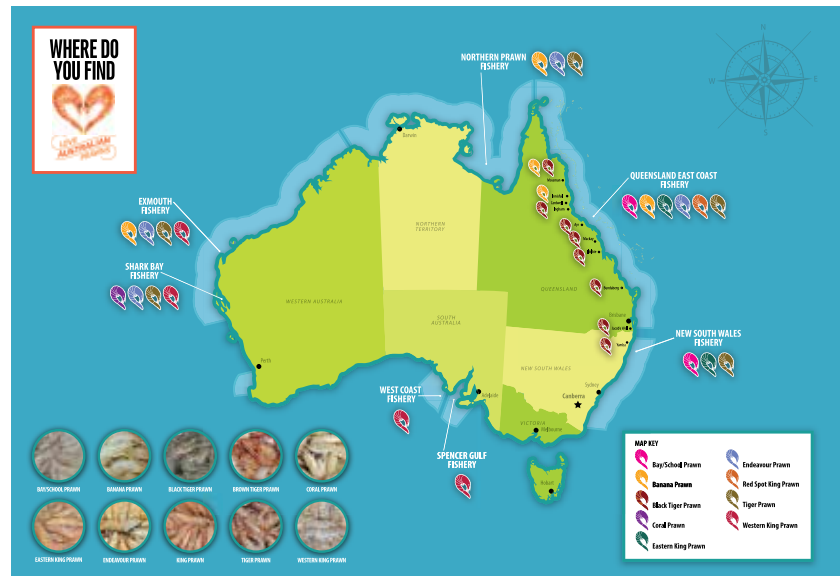 WHERE DO
YOU FIND
LOVE
AUSTRALIAN
PRAWNS
NORTHERN PRAWN
FISHERY
N
W
E
S
Darwin
QUEENSLAND EAST COAST
FISHERY
EXMOUTH
FISHERY
NORTHERN
TERRITORY
Ayr
Mackay
SHARK BAY
FISHERY
WESTERN AUSTRALIA
QUEENSLAND
Bundaberg
SOUTH
AUSTRALIA
Brisbane
NEW SOUTH WALES
FISHERY
Yamba
Perth
NEW SOUTH WALES
Sydney
WEST COAST
FISHERY
Adelaide
Canberra
VICTORIA
Melbourne
SPENCER GULF
FISHERY
Hobart
MAP KEY
Bay/School Prawn
Banana Prawn
Black Tiger Prawn
Coral Prawn
Eastern King Prawn
Endeavour Prawn
Red Spot King Prawn
Tiger Prawn
Western King Prawn
BAY/SCHOOL PRAWN
BANANA PRAWN
BLACK TIGER PRAWN
BROWN TIGER PRAWN
CORAL PRAWN
EASTERN KING PRAWN
ENDEAVOUR PRAWN
KING PRAWN
TIGER PRAWN
WESTERN KING PRAWN